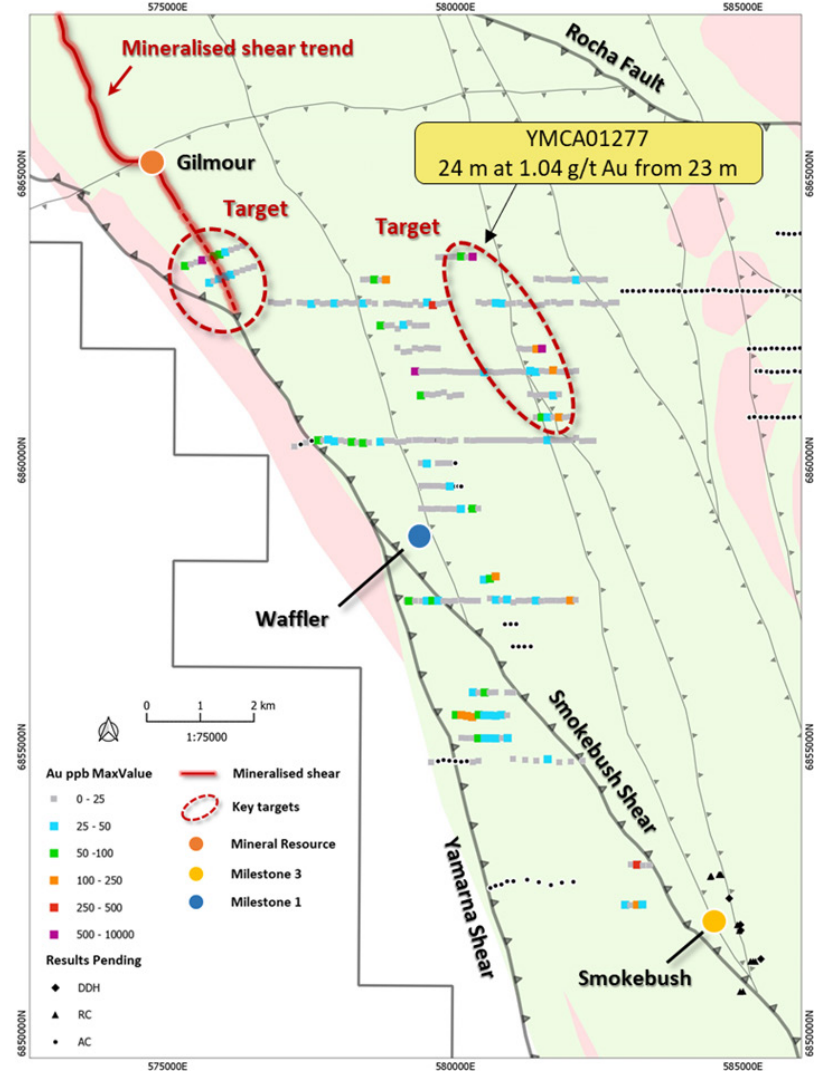 575000E
580000E
585000E
Mineralised shear trend
Rocha Fault
YMCA01277
24 m at 1.04 g/t Au from 23 m
6865000N
6865000N
Gilmour
Target
Target
6860000N
6860000N
Waffler
0 1 2 km
1:75000
Smokebush Shear
6855000N
6855000N
Au ppb MaxValue
0 - 25
25 - 50
50 -100
100 - 250
250 - 500
500 - 10000
Results Pending
DDH
RC
AC
Mineralised shear
Key targets
Mineral Resource
Milestone 3
Milestone 1
Yamarna Shear
Smokebush
6850000N
6850000N
575000E
580000E
585000E